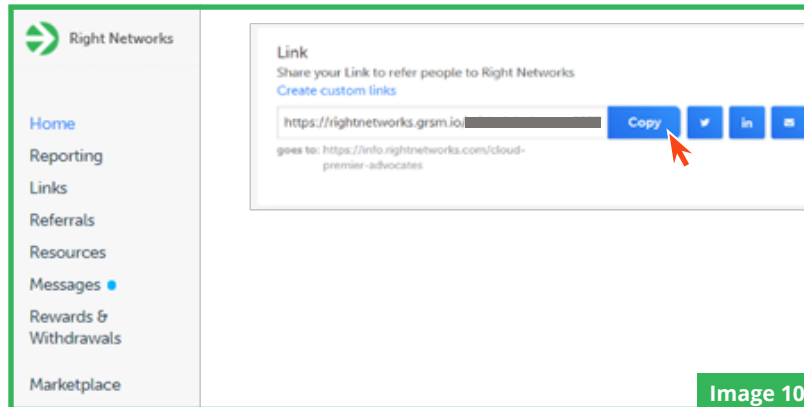 Right Networks
Home
Reporting
Links
Referrals
Resources
Messages
Rewards &
Withdrawals
Marketplace
Link
Share your Link to refer people to Right Networks
Create custom links
https://rightnetworks.grsm.io/
Copy
in
goes to: https://info.rightnetworks.com/cloud-
premier-advocates
Image 10